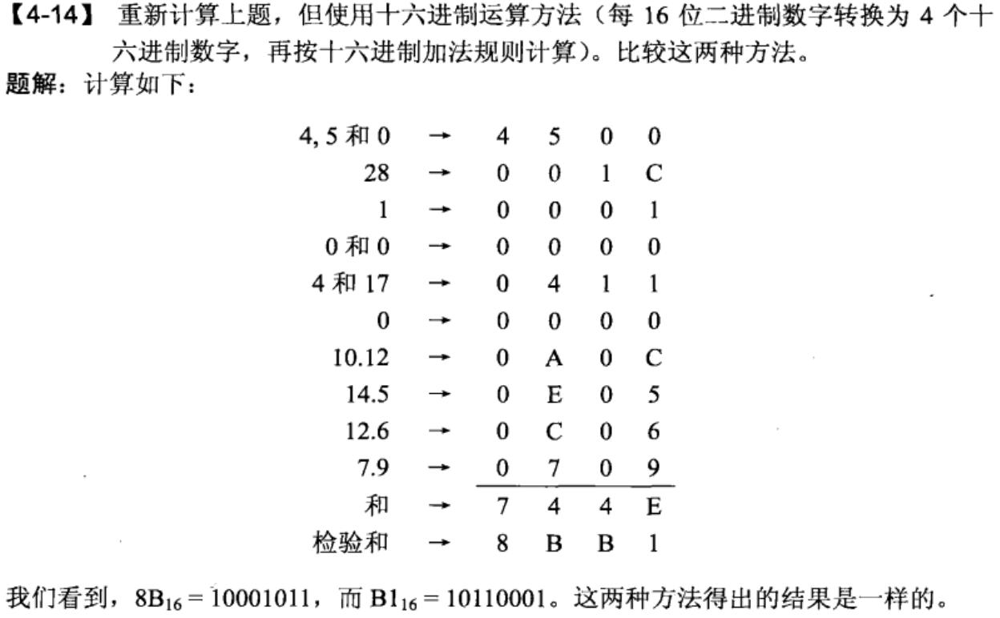 【4-14】 重新计算上题，但使用十六进制运算方法（每 16 位二进制数字转换为 4 个十
六进制数字，再按十六进制加法规则计算）。比较这两种方法。
题解：计算如下：
4, 5 和 0 → 4 5 0 0
28 → 0 0 1 C
1 → 0 0 0 1
0 和 0 → 0 0 0 0
4 和 17 → 0 4 1 1
0 → 0 0 0 0
10.12 → 0 A 0 C
14.5 → 0 E 0 5
12.6 → 0 C 0 6
7.9 → 0 7 0 9
和 → 7 4 4 E
检验和 → 8 B B 1
我们看到，8B₁₆ = 10001011，而 B1₁₆ = 10110001。这两种方法得出的结果是一样的。